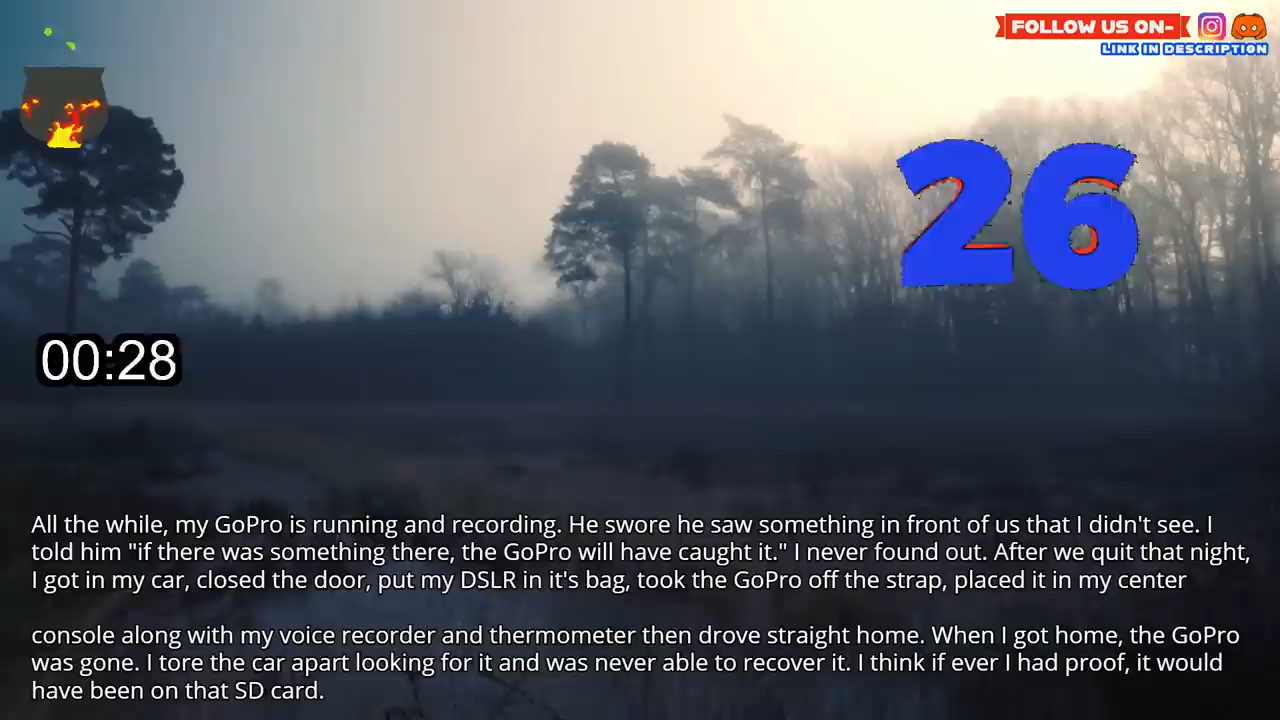 FOLLOW US ON-
LINK IN DESCRIPTION
26
00:28
All the while, my GoPro is running and recording. He swore he saw something in front of us that I didn't see. I
told him "if there was something there, the GoPro will have caught it." I never found out. After we quit that night,
I got in my car, closed the door, put my DSLR in it's bag, took the GoPro off the strap, placed it in my center
console along with my voice recorder and thermometer then drove straight home. When I got home, the GoPro
was gone. I tore the car apart looking for it and was never able to recover it. I think if ever I had proof, it would
have been on that SD card.